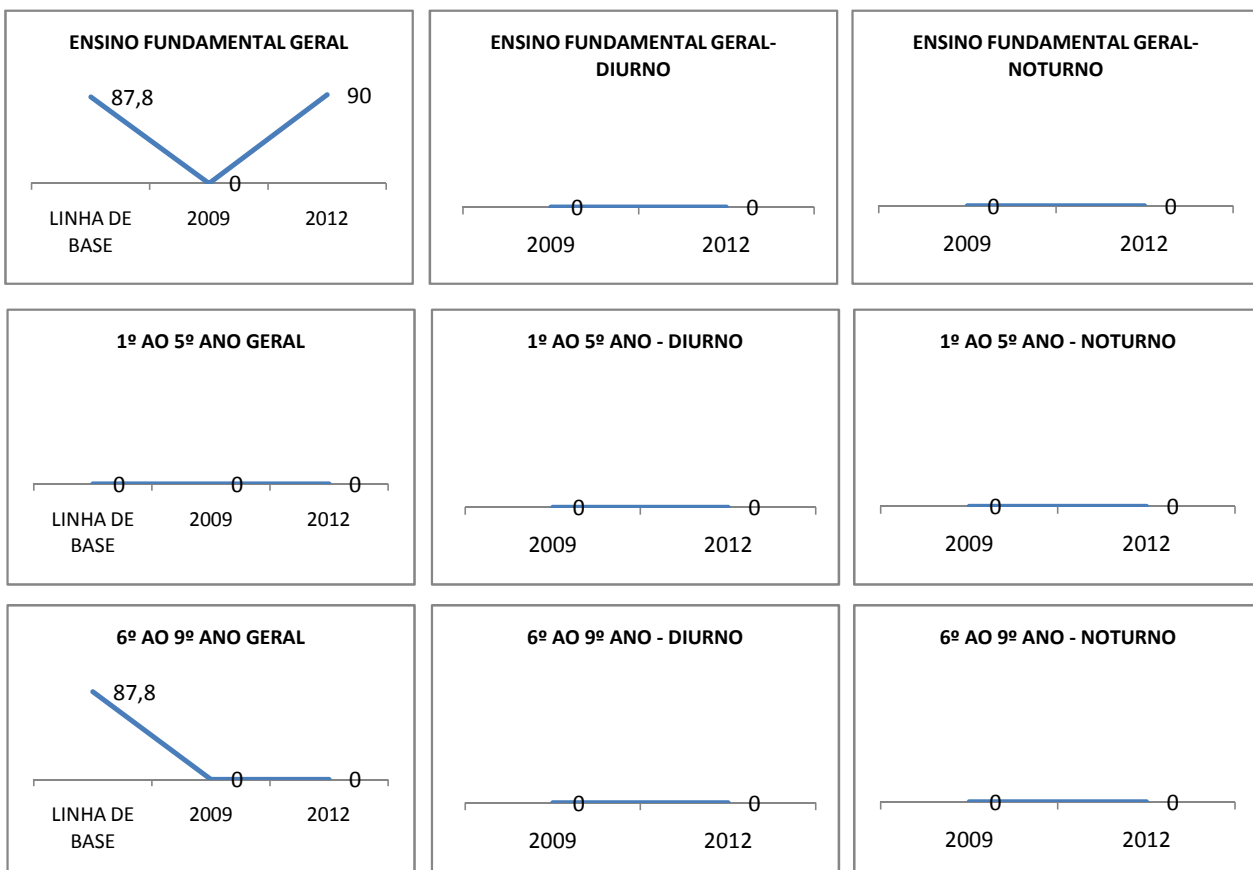 ENSINO FUNDAMENTAL GERAL
87,8
90
0
LINHA DE
BASE
2009
2012
ENSINO FUNDAMENTAL GERAL-
DIURNO
0
0
2009
2012
ENSINO FUNDAMENTAL GERAL-
NOTURNO
0
0
2009
2012
1º AO 5º ANO GERAL
0
0
0
LINHA DE
BASE
2009
2012
1º AO 5º ANO - DIURNO
0
0
2009
2012
1º AO 5º ANO - NOTURNO
0
0
2009
2012
6º AO 9º ANO GERAL
87,8
0
0
LINHA DE
BASE
2009
2012
6º AO 9º ANO - DIURNO
0
0
2009
2012
6º AO 9º ANO - NOTURNO
0
0
2009
2012